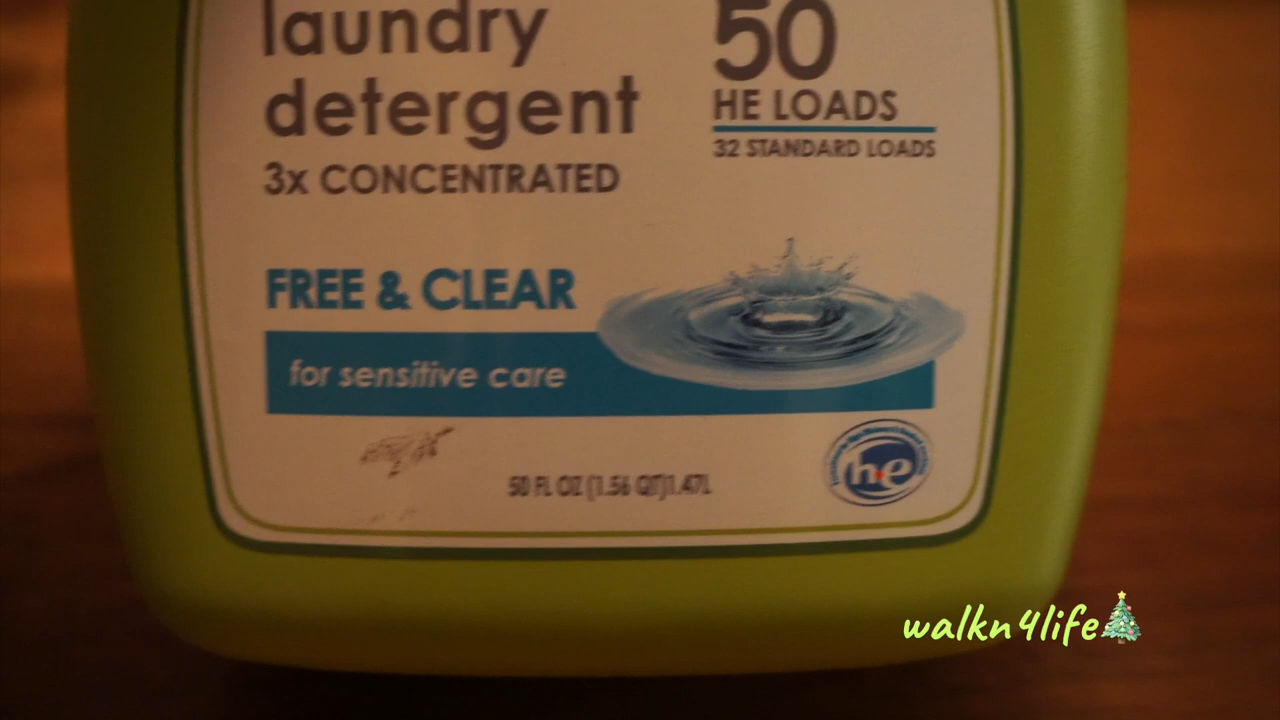 laundry
detergent
3x CONCENTRATED
50
HE LOADS
32 STANDARD LOADS
FREE & CLEAR
for sensitive care
50 FL OZ (1.56 QT)1.47L
he
walkn4life